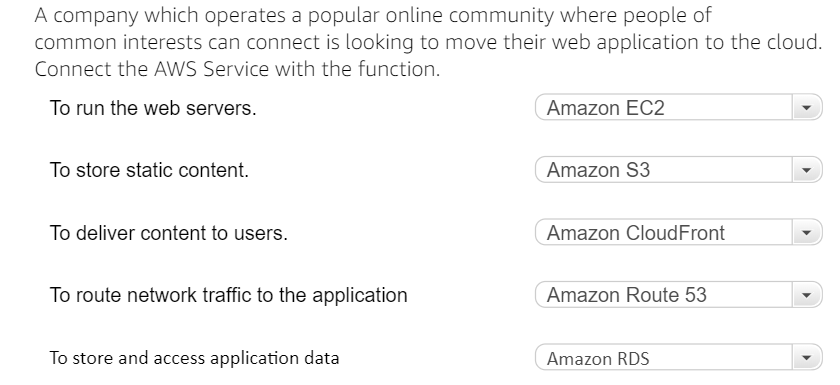 A company which operates a popular online community where people of
common interests can connect is looking to move their web application to the cloud.
Connect the AWS Service with the function.
To run the web servers. Amazon EC2
To store static content. Amazon S3
To deliver content to users. Amazon CloudFront
To route network traffic to the application Amazon Route 53
To store and access application data Amazon RDS